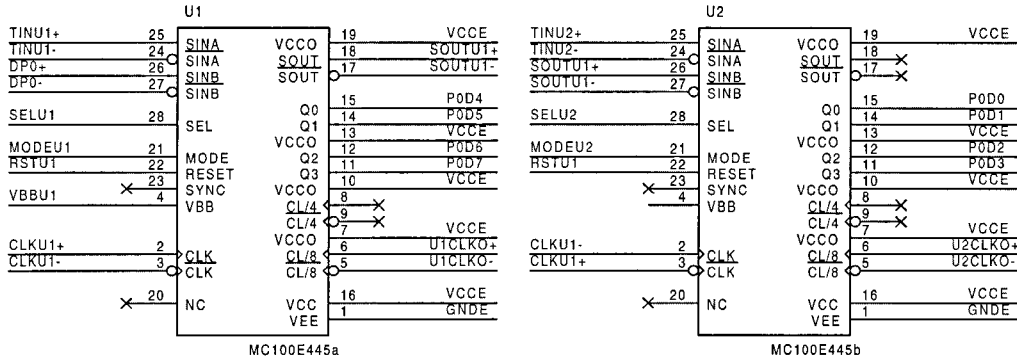 U1
TINU1+ 25 SINA
TINU1- 24 SINA
DP0+ 26 SINB
DP0- 27 SINB
SELU1 28 SEL
MODEU1 21 MODE
RSTU1 22 RESET
23 SYNC
VBBU1 4 VBB
CLKU1+ 2 CLK
CLKU1- 3 CLK
20 NC
VCCO 19 VCCE
SOUT 18 SOUTU1+
SOUT 17 SOUTU1-
Q0 15 P0D4
Q1 14 P0D5
VCCO 13 VCCE
Q2 12 P0D6
Q3 11 P0D7
VCCO 10 VCCE
CL/4 8
CL/4 9
VCCO 7 VCCE
CL/8 6 U1CLKO+
CL/8 5 U1CLKO-
VCC 16 VCCE
VEE 1 GNDE
MC100E445a
U2
TINU2+ 25 SINA
TINU2- 24 SINA
SOUTU1+ 26 SINB
SOUTU1- 27 SINB
SELU2 28 SEL
MODEU2 21 MODE
RSTU1 22 RESET
23 SYNC
4 VBB
CLKU1- 2 CLK
CLKU1+ 3 CLK
20 NC
VCCO 19 VCCE
SOUT 18
SOUT 17
Q0 15 P0D0
Q1 14 P0D1
VCCO 13 VCCE
Q2 12 P0D2
Q3 11 P0D3
VCCO 10 VCCE
CL/4 8
CL/4 9
VCCO 7 VCCE
CL/8 6 U2CLKO+
CL/8 5 U2CLKO-
VCC 16 VCCE
VEE 1 GNDE
MC100E445b